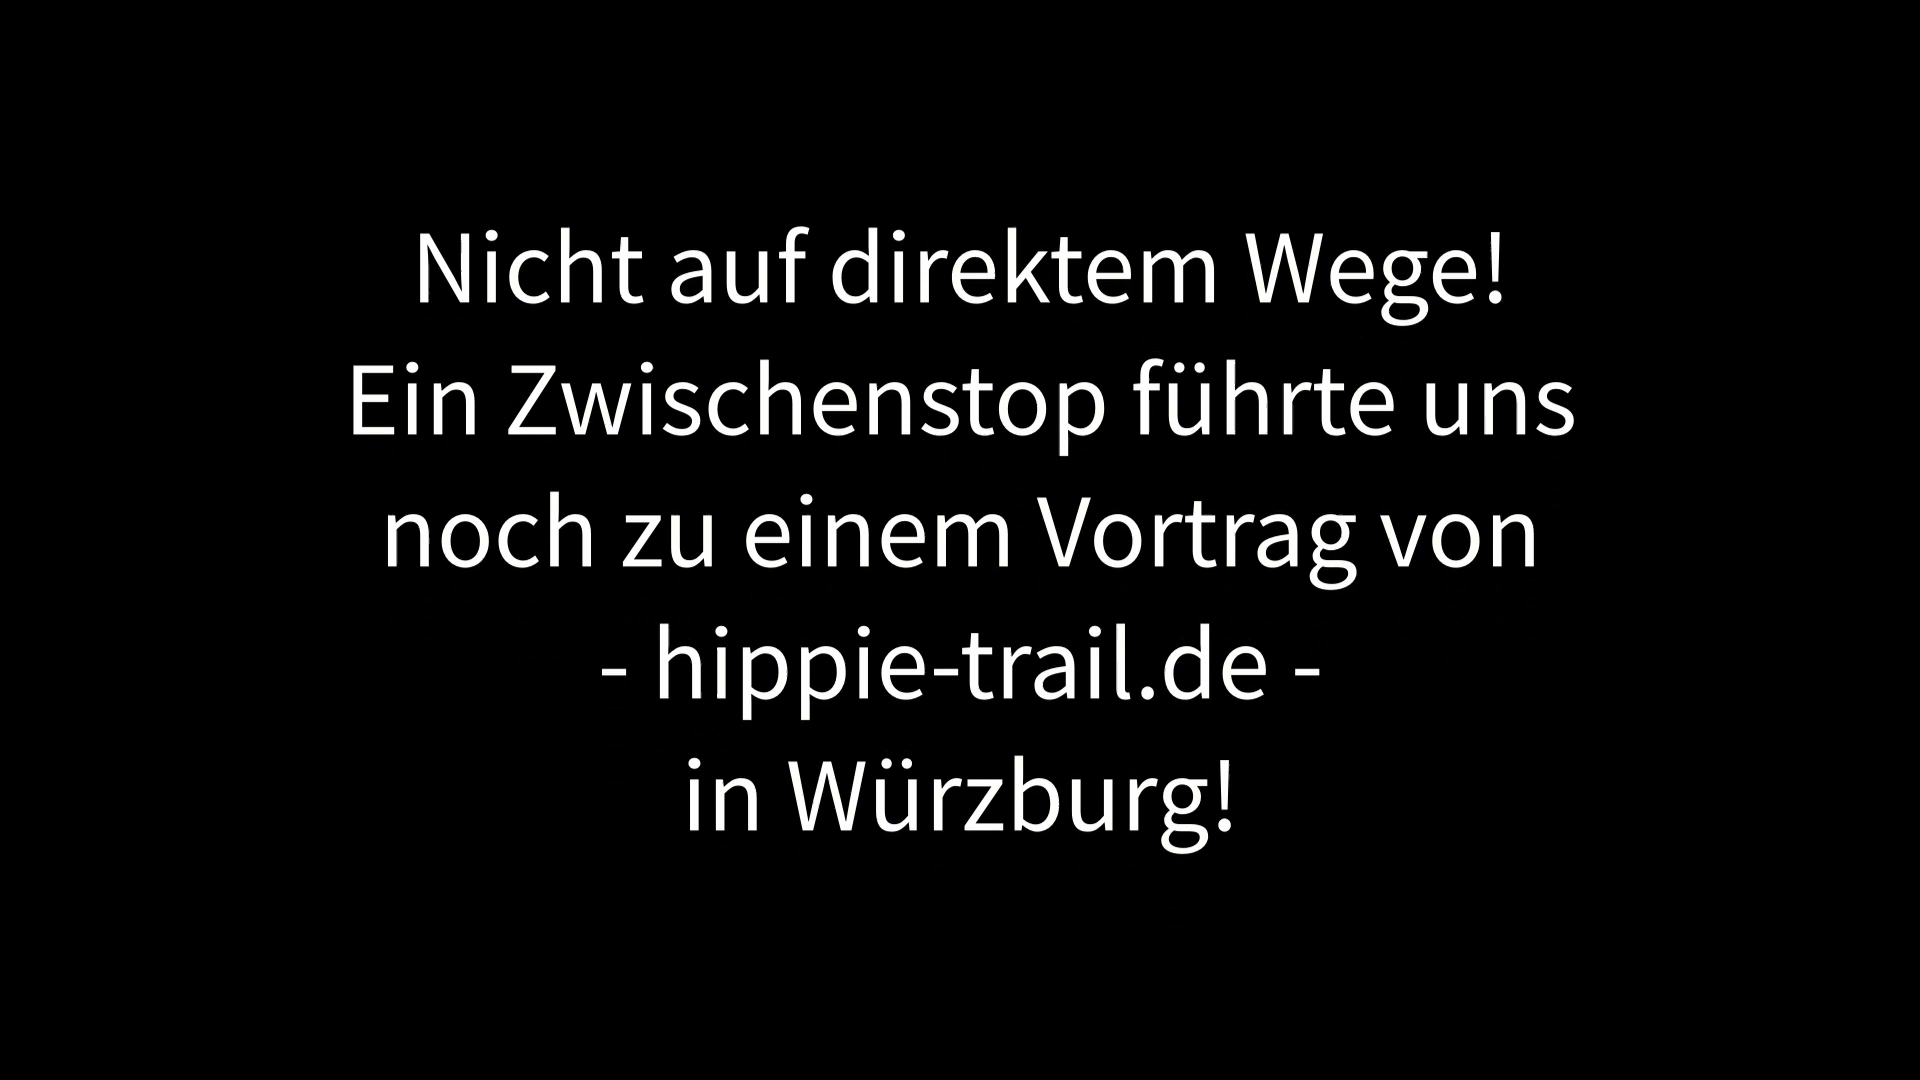 Nicht auf direktem Wege!
Ein Zwischenstop führte uns
noch zu einem Vortrag von
- hippie-trail.de -
in Würzburg!